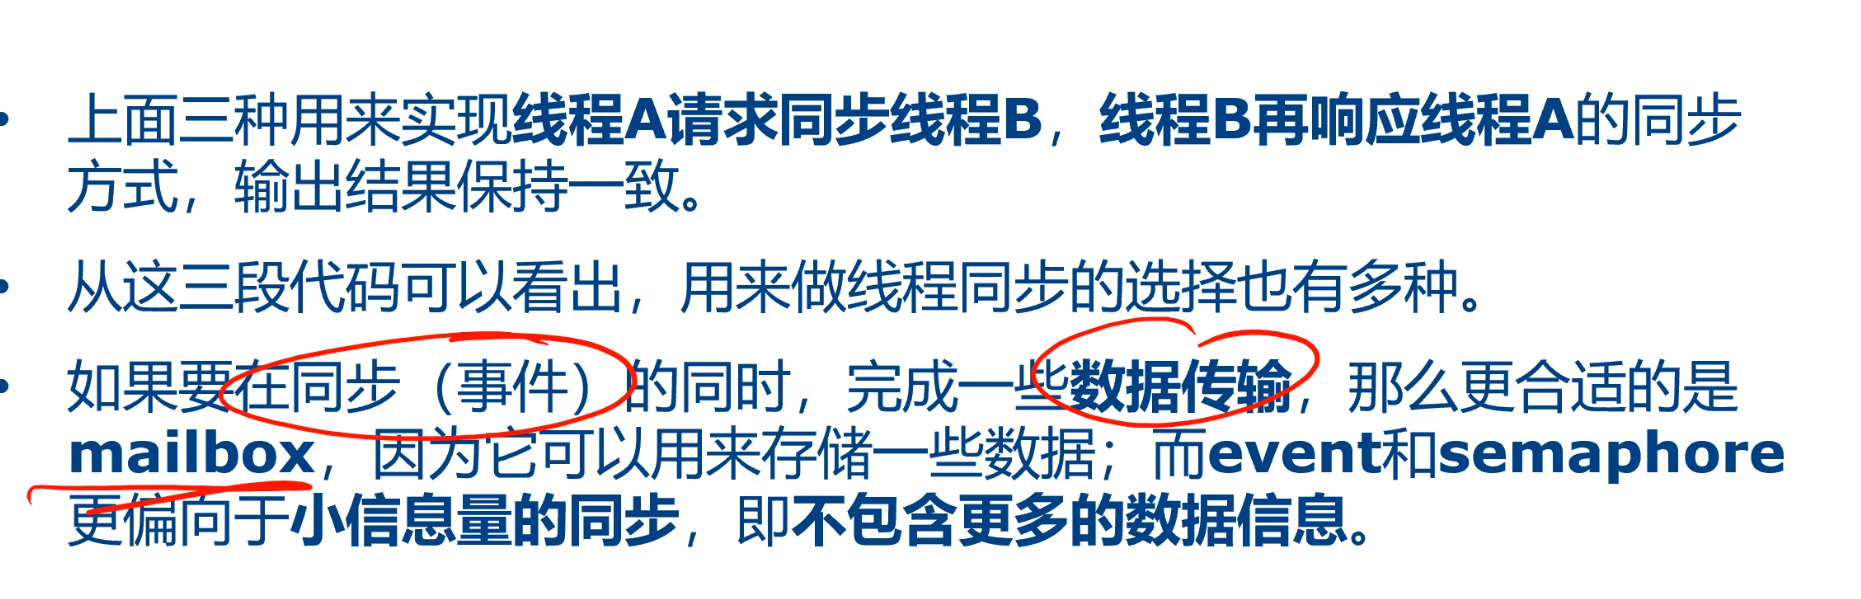 • 上面三种用来实现线程A请求同步线程B，线程B再响应线程A的同步
方式，输出结果保持一致。
• 从这三段代码可以看出，用来做线程同步的选择也有多种。
• 如果要在同步（事件）的同时，完成一些数据传输，那么更合适的是
mailbox，因为它可以用来存储一些数据；而event和semaphore
更偏向于小信息量的同步，即不包含更多的数据信息。